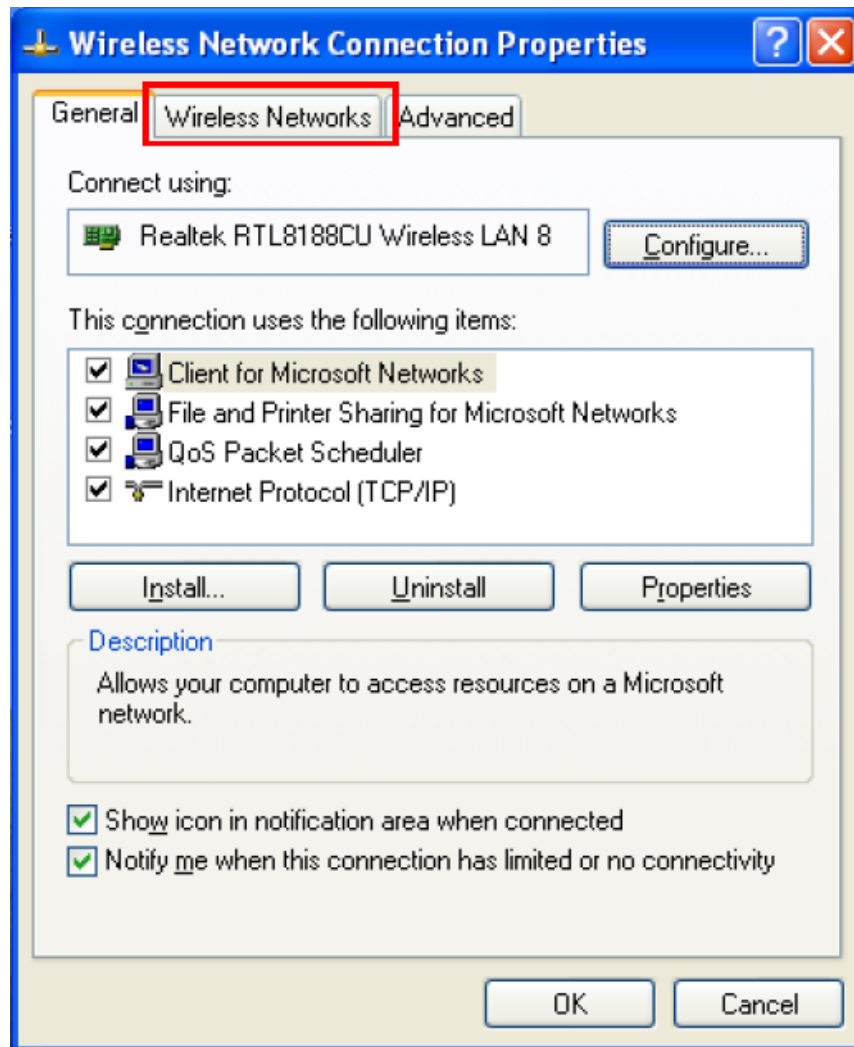 Wireless Network Connection Properties
General Wireless Networks Advanced
Connect using:
Realtek RTL8188CU Wireless LAN 8
Configure...
This connection uses the following items:
Client for Microsoft Networks
File and Printer Sharing for Microsoft Networks
QoS Packet Scheduler
Internet Protocol (TCP/IP)
Install... Uninstall Properties
Description
Allows your computer to access resources on a Microsoft
network.
Show icon in notification area when connected
Notify me when this connection has limited or no connectivity
OK Cancel